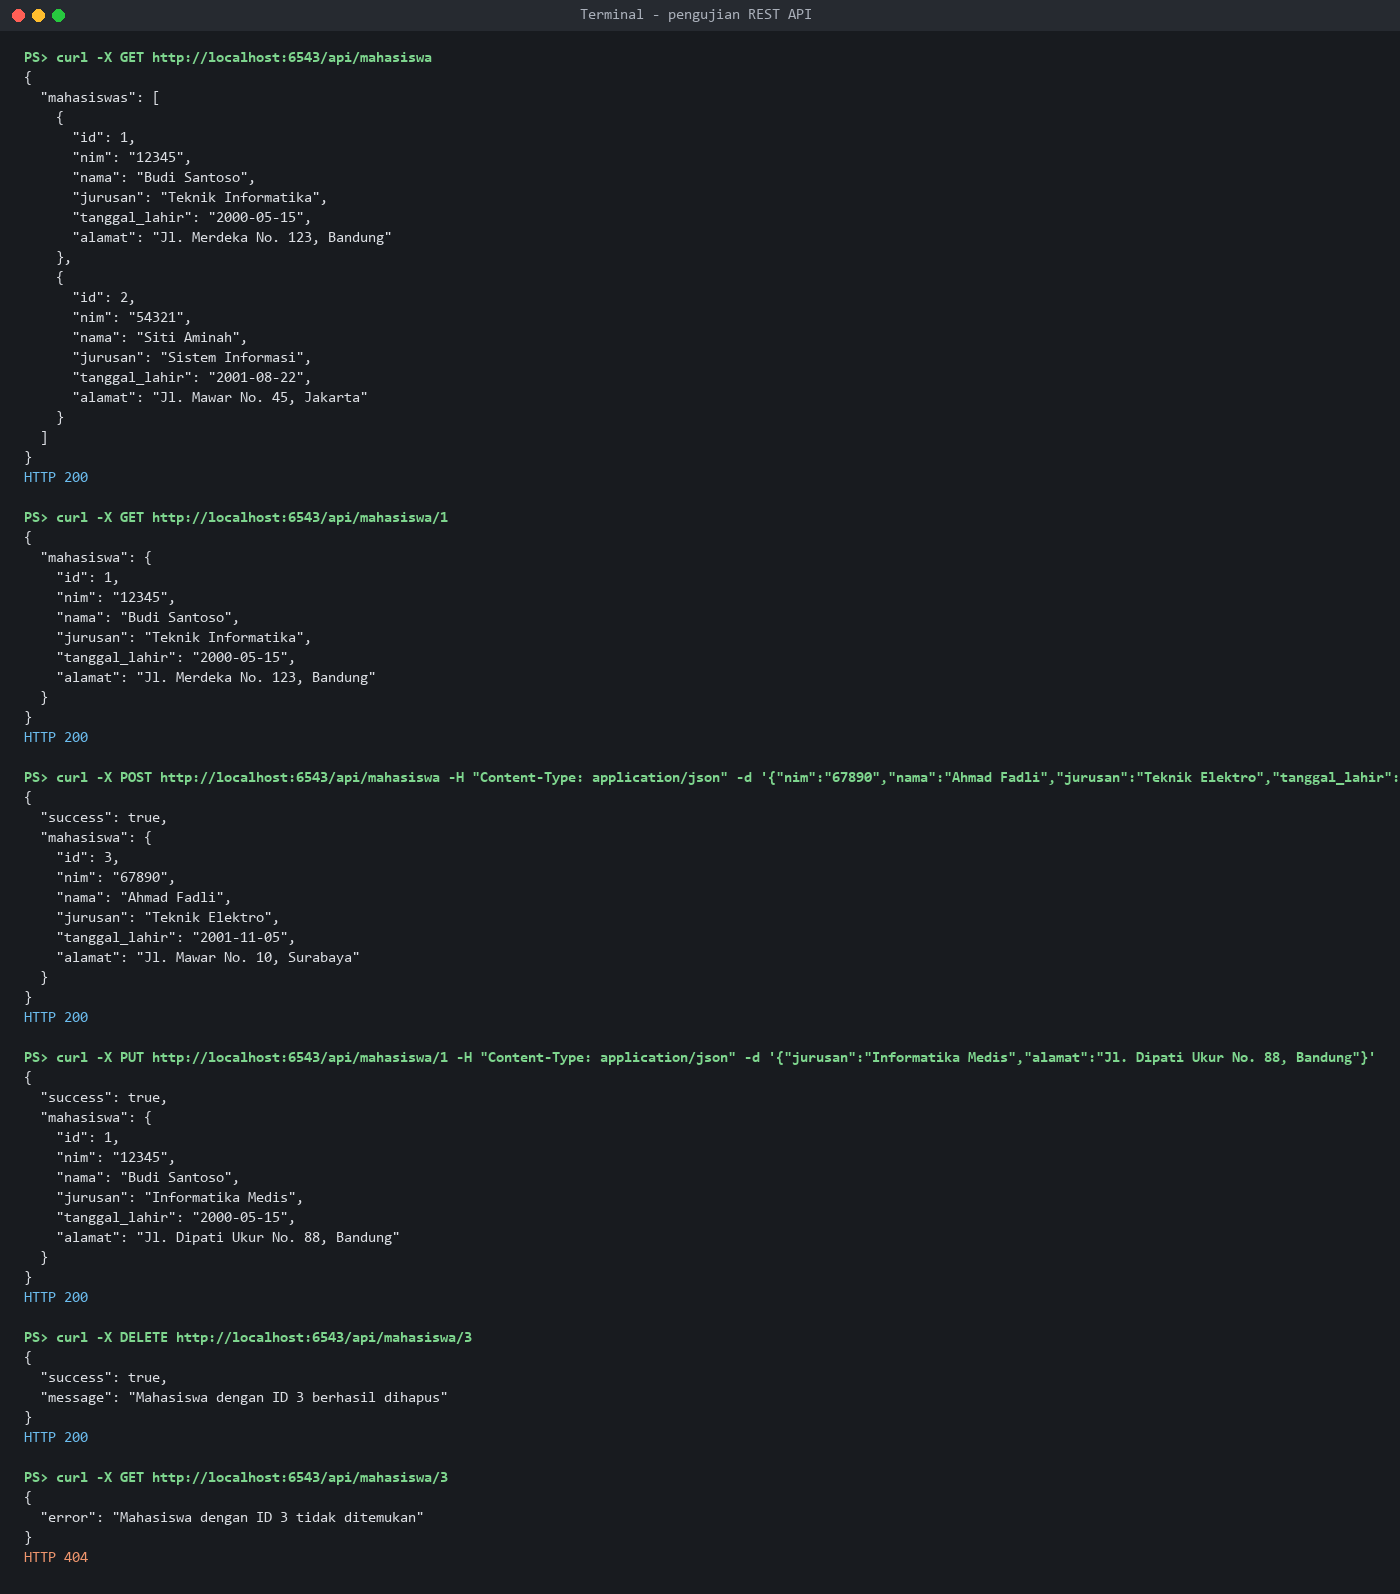 Terminal - pengujian REST API
PS> curl -X GET http://localhost:6543/api/mahasiswa
{
  "mahasiswas": [
    {
      "id": 1,
      "nim": "12345",
      "nama": "Budi Santoso",
      "jurusan": "Teknik Informatika",
      "tanggal_lahir": "2000-05-15",
      "alamat": "Jl. Merdeka No. 123, Bandung"
    },
    {
      "id": 2,
      "nim": "54321",
      "nama": "Siti Aminah",
      "jurusan": "Sistem Informasi",
      "tanggal_lahir": "2001-08-22",
      "alamat": "Jl. Mawar No. 45, Jakarta"
    }
  ]
}
HTTP 200
PS> curl -X GET http://localhost:6543/api/mahasiswa/1
{
  "mahasiswa": {
    "id": 1,
    "nim": "12345",
    "nama": "Budi Santoso",
    "jurusan": "Teknik Informatika",
    "tanggal_lahir": "2000-05-15",
    "alamat": "Jl. Merdeka No. 123, Bandung"
  }
}
HTTP 200
PS> curl -X POST http://localhost:6543/api/mahasiswa -H "Content-Type: application/json" -d '{"nim":"67890","nama":"Ahmad Fadli","jurusan":"Teknik Elektro","tanggal_lahir":
{
  "success": true,
  "mahasiswa": {
    "id": 3,
    "nim": "67890",
    "nama": "Ahmad Fadli",
    "jurusan": "Teknik Elektro",
    "tanggal_lahir": "2001-11-05",
    "alamat": "Jl. Mawar No. 10, Surabaya"
  }
}
HTTP 200
PS> curl -X PUT http://localhost:6543/api/mahasiswa/1 -H "Content-Type: application/json" -d '{"jurusan":"Informatika Medis","alamat":"Jl. Dipati Ukur No. 88, Bandung"}'
{
  "success": true,
  "mahasiswa": {
    "id": 1,
    "nim": "12345",
    "nama": "Budi Santoso",
    "jurusan": "Informatika Medis",
    "tanggal_lahir": "2000-05-15",
    "alamat": "Jl. Dipati Ukur No. 88, Bandung"
  }
}
HTTP 200
PS> curl -X DELETE http://localhost:6543/api/mahasiswa/3
{
  "success": true,
  "message": "Mahasiswa dengan ID 3 berhasil dihapus"
}
HTTP 200
PS> curl -X GET http://localhost:6543/api/mahasiswa/3
{
  "error": "Mahasiswa dengan ID 3 tidak ditemukan"
}
HTTP 404